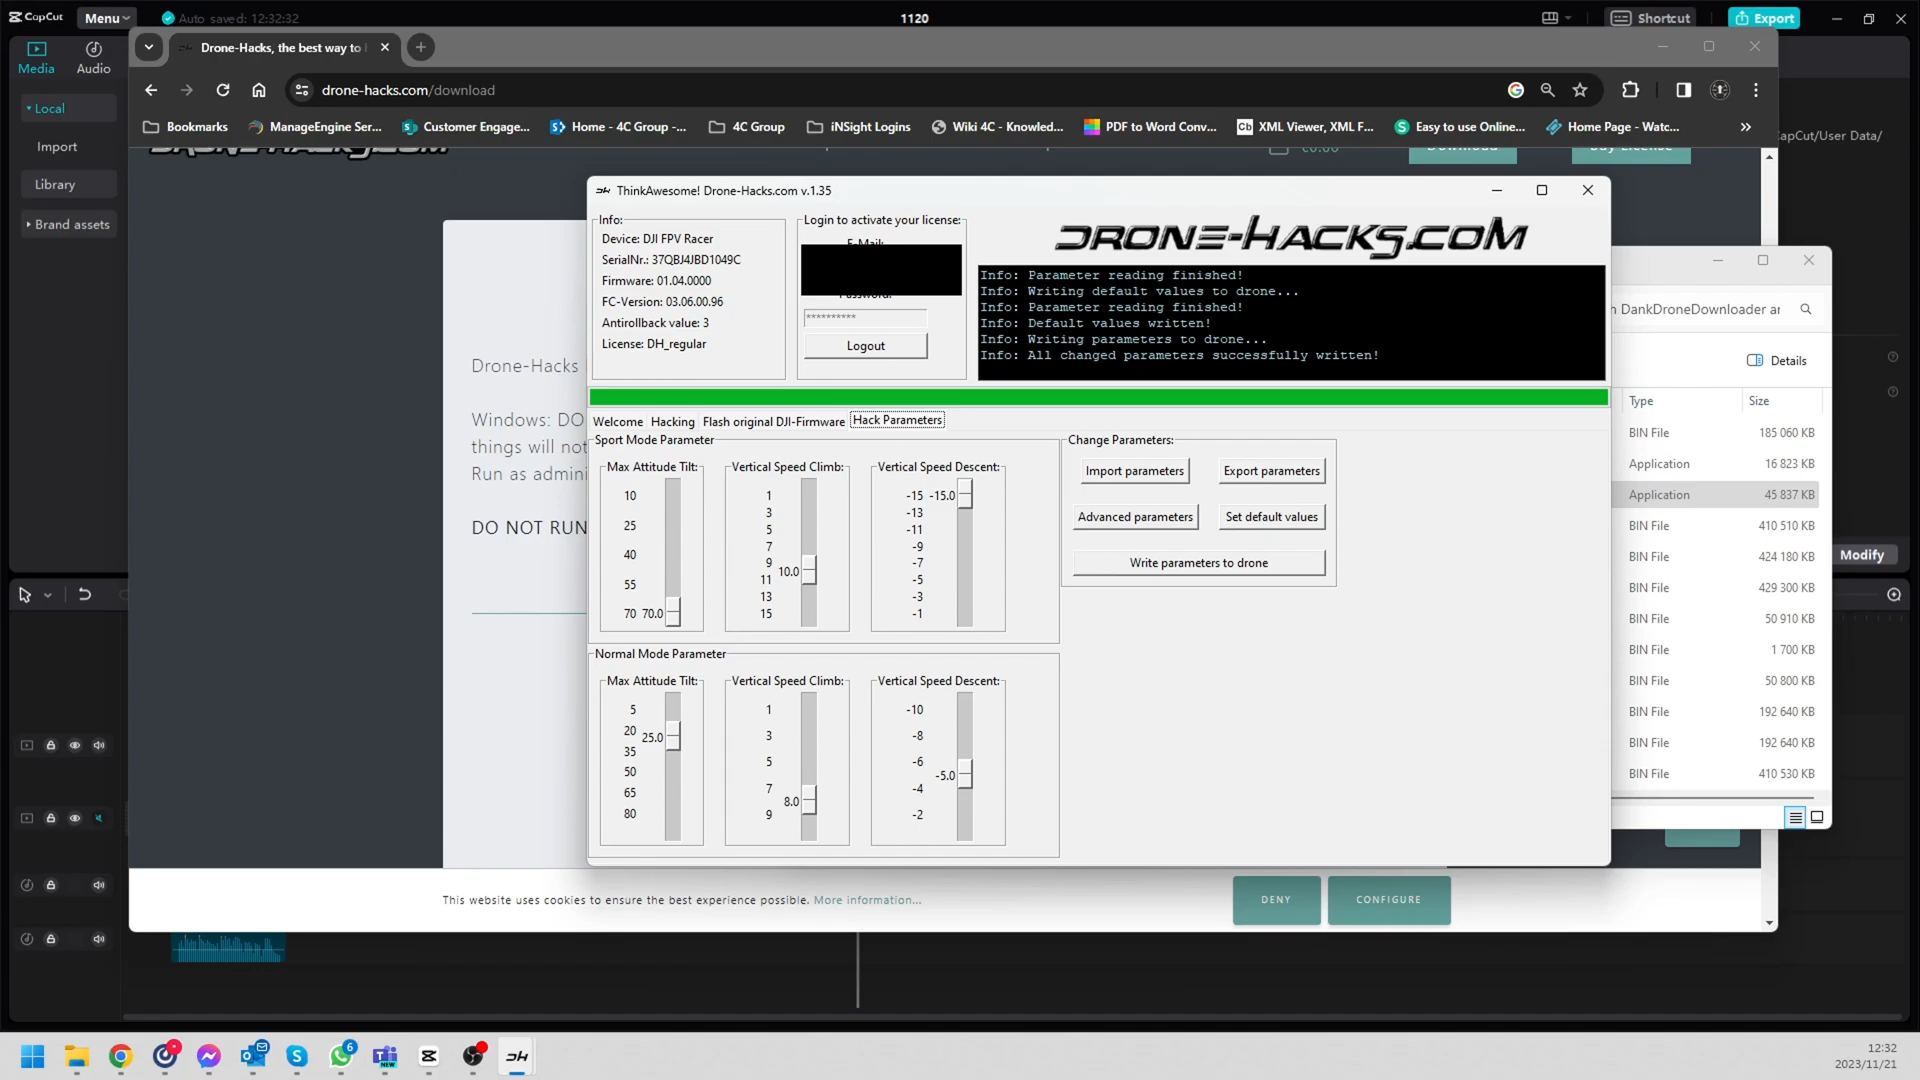 CapCut
Menu
Auto saved: 12:32:32
1120
Shortcut
Export
Media
Audio
Local
Import
Library
Brand assets
Drone-Hacks, the best way to
drone-hacks.com/download
Bookmarks
ManageEngine Ser...
Customer Engage...
Home - 4C Group -...
4C Group
iNSight Logins
Wiki 4C - Knowled...
PDF to Word Conv...
XML Viewer, XML F...
Easy to use Online...
Home Page - Watc...
CapCut/User Data/
DRONE-HACKS.COM
€0.00
Download
Buy License
Drone-Hacks
Windows: DO
things will not
Run as admini
DO NOT RUN
ThinkAwesome! Drone-Hacks.com v.1.35
Info:
Device: DJI FPV Racer
SerialNr.: 37QBJ4JBD1049C
Firmware: 01.04.0000
FC-Version: 03.06.00.96
Antirollback value: 3
License: DH_regular
Login to activate your license:
E-Mail:
Password:
**********
Logout
DRONE-HACKS.COM
Info: Parameter reading finished!
Info: Writing default values to drone...
Info: Parameter reading finished!
Info: Default values written!
Info: Writing parameters to drone...
Info: All changed parameters successfully written!
Welcome
Hacking
Flash original DJI-Firmware
Hack Parameters
Sport Mode Parameter
Max Attitude Tilt:
10
25
40
55
70 70.0
Vertical Speed Climb:
1
3
5
7
9
11
13
15
10.0
Vertical Speed Descent:
-15 -15.0
-13
-11
-9
-7
-5
-3
-1
Change Parameters:
Import parameters
Export parameters
Advanced parameters
Set default values
Write parameters to drone
Normal Mode Parameter
Max Attitude Tilt:
5
20
35
50
65
80
25.0
Vertical Speed Climb:
1
3
5
7
9
8.0
Vertical Speed Descent:
-10
-8
-6
-4
-2
-5.0
DankDroneDownloader ar
Details
Type
Size
BIN File 185 060 KB
Application 16 823 KB
Application 45 837 KB
BIN File 410 510 KB
BIN File 424 180 KB
BIN File 429 300 KB
BIN File 50 910 KB
BIN File 1 700 KB
BIN File 50 800 KB
BIN File 192 640 KB
BIN File 192 640 KB
BIN File 410 530 KB
Modify
This website uses cookies to ensure the best experience possible. More information...
DENY
CONFIGURE
6
NEW
12:32
2023/11/21